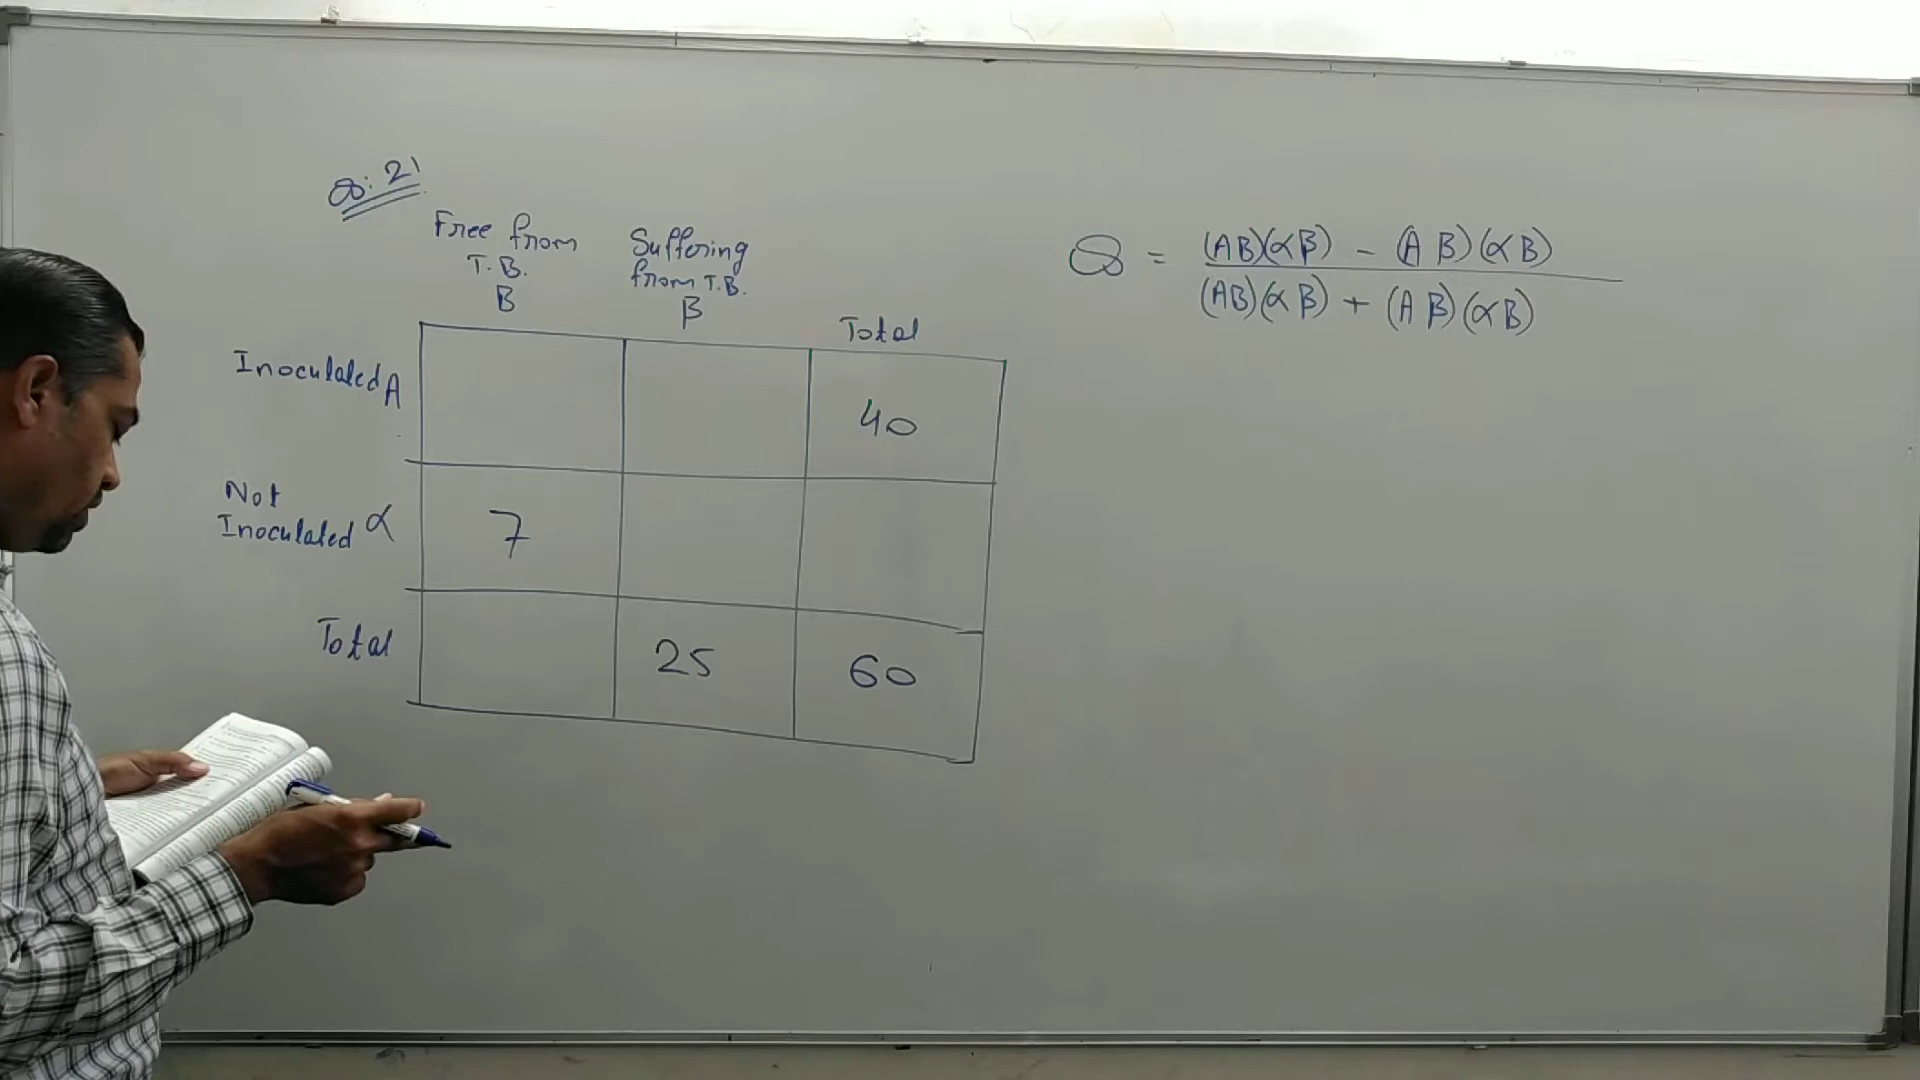 Q: 21
Free from
T.B.
B
Suffering
from T.B.
β
Total
Inoculated A
40
Not
Inoculated α
7
Total
25
60
Q = (AB)(αβ) - (Aβ)(αB)
(AB)(αβ) + (Aβ)(αB)